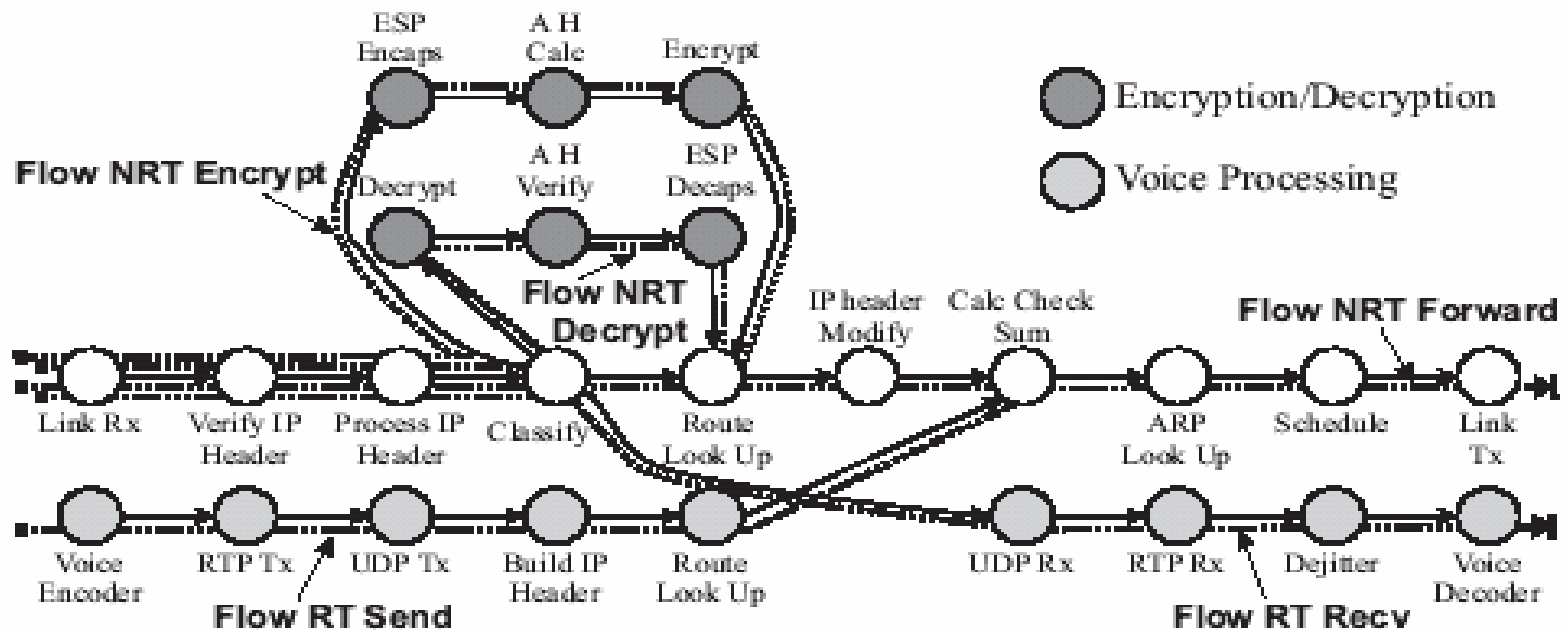 ESP
Encaps
A H
Calc
Encrypt
Encryption/Decryption
Flow NRT Encrypt
Decrypt
A H
Verify
ESP
Decaps
Voice Processing
Flow NRT
Decrypt
IP header
Modify
Calc Check
Sum
Flow NRT Forward
Link Rx
Verify IP
Header
Process IP
Header
Classify
Route
Look Up
ARP
Look Up
Schedule
Link
Tx
Voice
Encoder
RTP Tx
UDP Tx
Build IP
Header
Route
Look Up
UDP Rx
RTP Rx
Dejitter
Voice
Decoder
Flow RT Send
Flow RT Recv